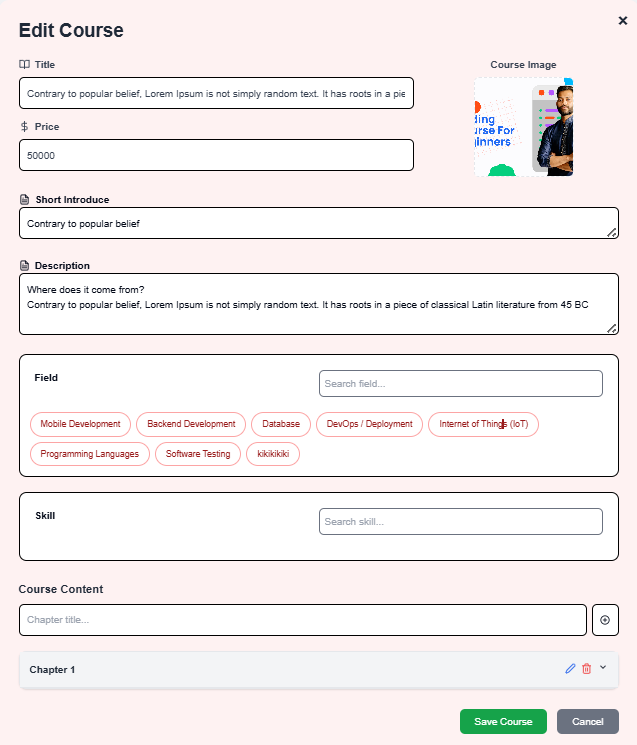 Edit Course
Title
Course Image
Contrary to popular belief, Lorem Ipsum is not simply random text. It has roots in a pie
ding
urse For
ginners
$ Price
50000
Short Introduce
Contrary to popular belief
Description
Where does it come from?
Contrary to popular belief, Lorem Ipsum is not simply random text. It has roots in a piece of classical Latin literature from 45 BC
Field
Search field...
Mobile Development Backend Development Database DevOps / Deployment Internet of Things (IoT)
Programming Languages Software Testing kikikikiki
Skill
Search skill...
Course Content
Chapter title...
Chapter 1
Save Course Cancel